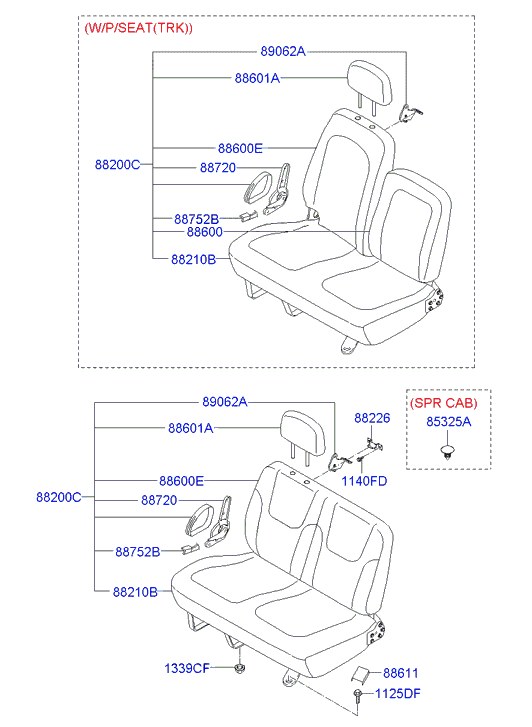 (W/P/SEAT(TRK))
89062A
88601A
88600E
88200C
88720
88752B
88600
88210B
(SPR CAB)
85325A
89062A
88226
88601A
1140FD
88600E
88200C
88720
88752B
88210B
1339CF
88611
1125DF